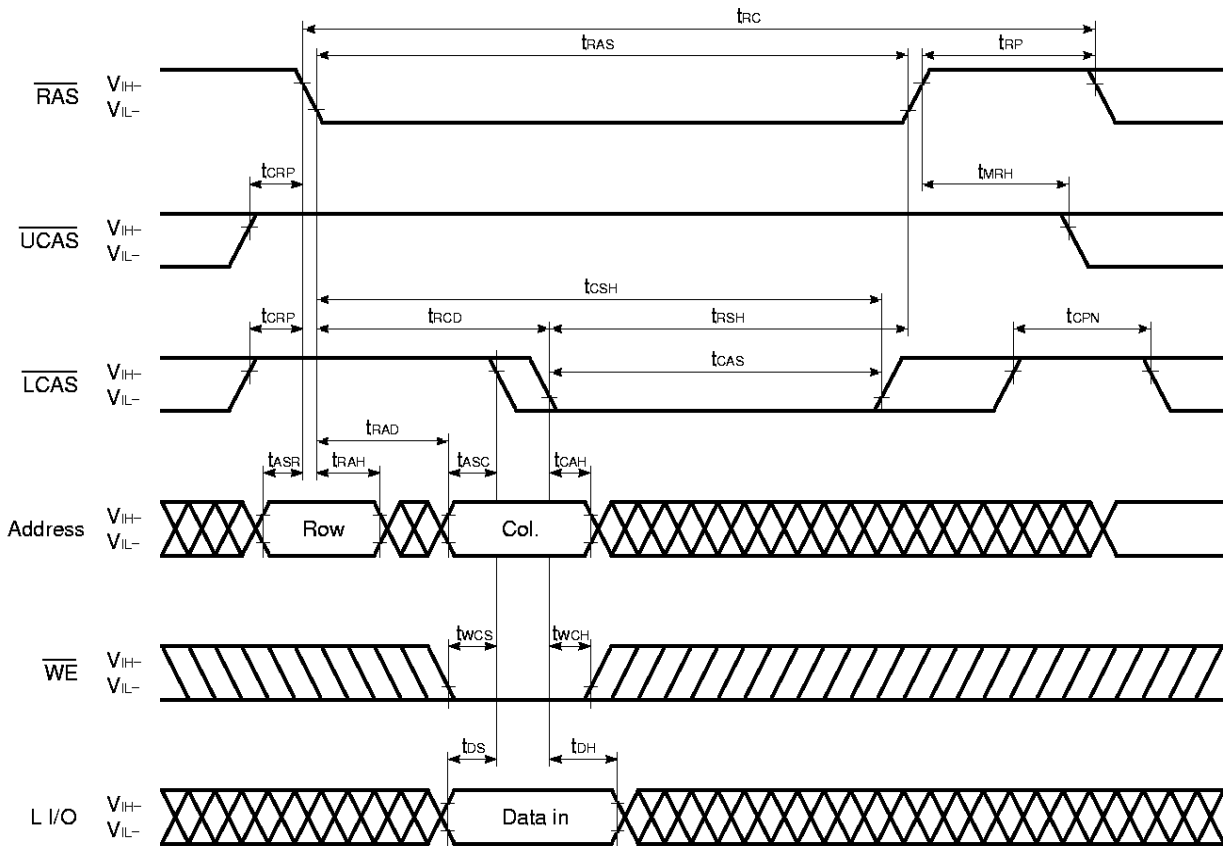 tRC
tRAS
tRP
RAS
VIH–
VIL–
tCRP
tMRH
UCAS
VIH–
VIL–
tCSH
tCRP
tRCD
tRSH
tCPN
LCAS
VIH–
VIL–
tCAS
tRAD
tASR
tRAH
tASC
tCAH
Address
VIH–
VIL–
Row
Col.
tWCS
tWCH
WE
VIH–
VIL–
tDS
tDH
L I/O
VIH–
VIL–
Data in